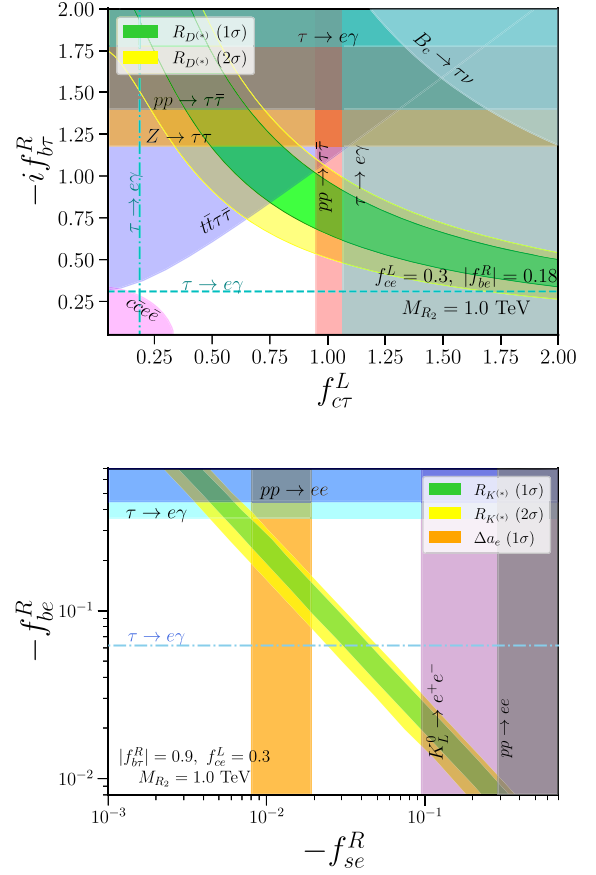 2.00
1.75
1.50
1.25
1.00
0.75
0.50
0.25
−if^R_{bτ}
R_{D^{(*)}} (1σ)
R_{D^{(*)}} (2σ)
τ → eγ
B_c → τν
pp → ττ̄
Z → ττ
τ → eγ
tt̄ττ̄
pp → ττ̄
τ → eγ
τ → eγ
cc̄eē
f^L_{ce} = 0.3, |f^R_{be}| = 0.18
M_{R_2} = 1.0 TeV
0.25 0.50 0.75 1.00 1.25 1.50 1.75 2.00
f^L_{cτ}
pp → ee
τ → eγ
R_{K^{(*)}} (1σ)
R_{K^{(*)}} (2σ)
Δa_e (1σ)
−f^R_{be}
10^{−1}
τ → eγ
K^0_L → e^+e^−
pp → ee
|f^R_{bτ}| = 0.9, f^L_{ce} = 0.3
M_{R_2} = 1.0 TeV
10^{−2}
10^{−3} 10^{−2} 10^{−1}
−f^R_{se}